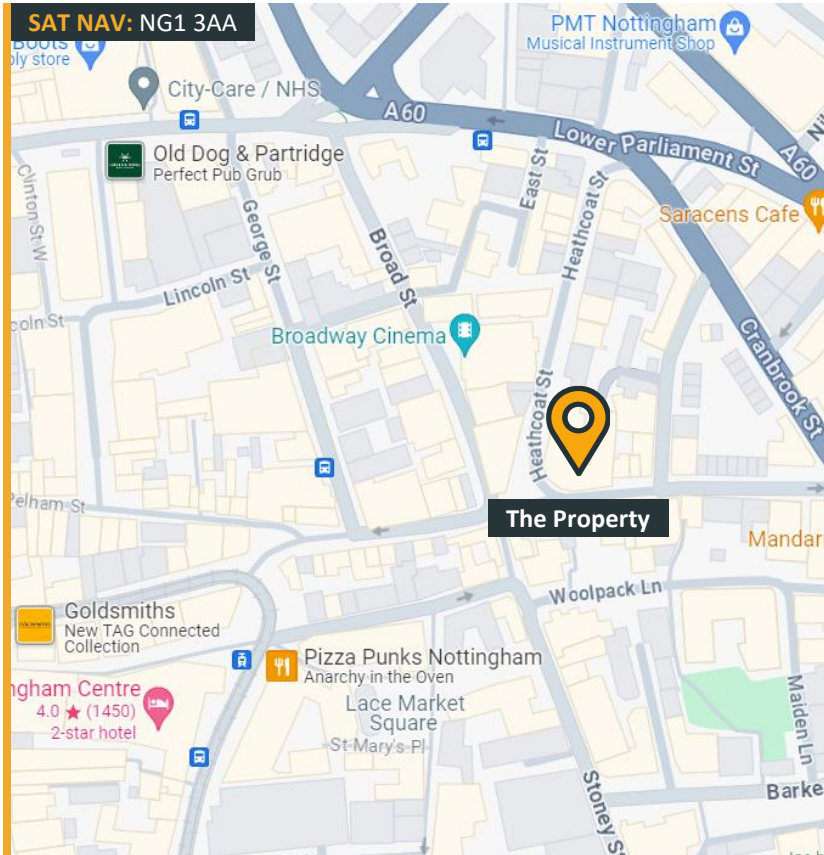 SAT NAV: NG1 3AA
PMT Nottingham
Musical Instrument Shop
Boots
ply store
City-Care / NHS
A60
Lower Parliament St
A60
Old Dog & Partridge
Perfect Pub Grub
Clinton St W
George St
Broad St
East St
Heathcoat St
Saracens Cafe
Lincoln St
coln St
Broadway Cinema
Heathcoat St
Cranbrook St
Pelham St
The Property
Mandar
Woolpack Ln
Goldsmiths
New TAG Connected
Collection
Pizza Punks Nottingham
Anarchy in the Oven
ngham Centre
4.0 ★ (1450)
2-star hotel
Lace Market
Square
St Mary's Pl
Maiden Ln
Stoney S
Barke